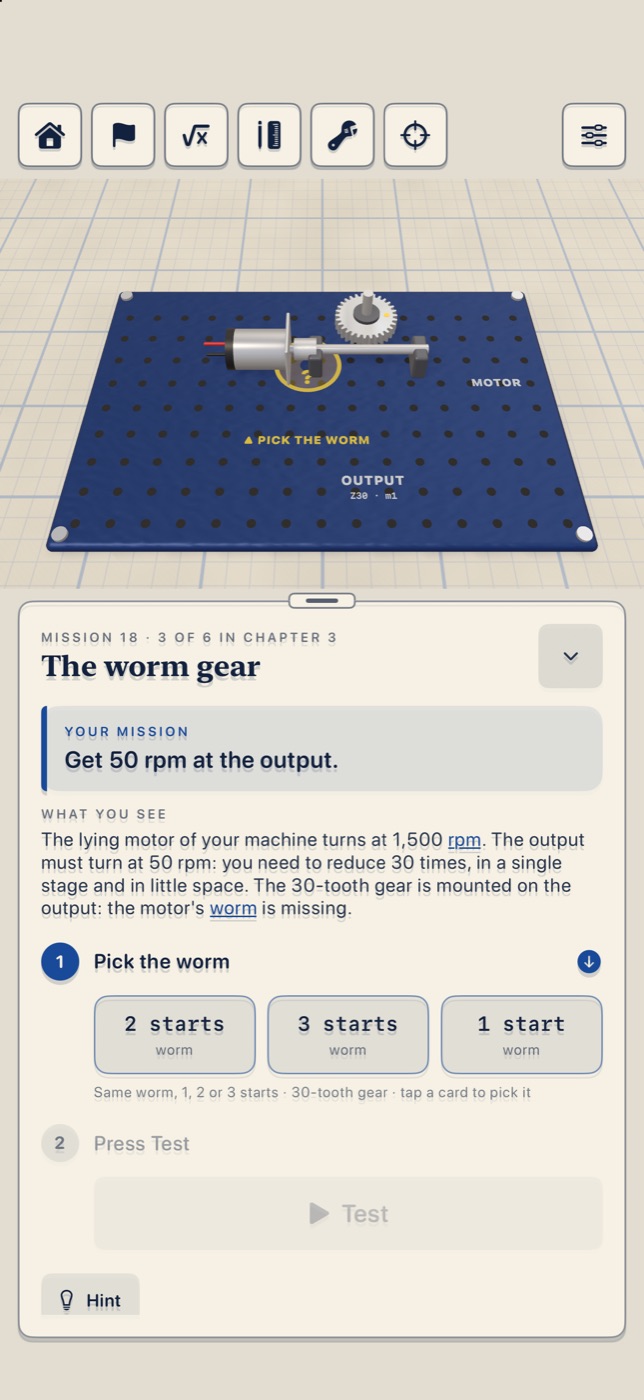 √x
MOTOR
▲ PICK THE WORM
OUTPUT
Z30 · m1
MISSION 18 · 3 OF 6 IN CHAPTER 3
The worm gear
YOUR MISSION
Get 50 rpm at the output.
WHAT YOU SEE
The lying motor of your machine turns at 1,500 rpm. The output
must turn at 50 rpm: you need to reduce 30 times, in a single
stage and in little space. The 30-tooth gear is mounted on the
output: the motor's worm is missing.
1 Pick the worm
2 starts 3 starts 1 start
worm worm worm
Same worm, 1, 2 or 3 starts · 30-tooth gear · tap a card to pick it
2 Press Test
Test
Hint